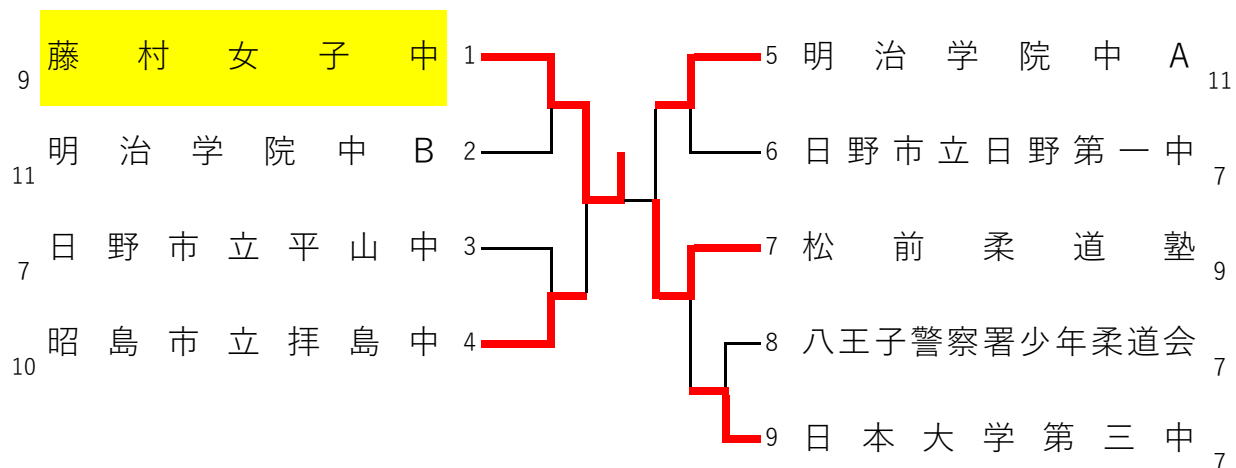 藤村女子中 1
9
明治学院中B 2
11
日野市立平山中 3
7
昭島市立拝島中 4
10
5 明治学院中A
11
6 日野市立日野第一中
7
7 松前柔道塾
9
8 八王子警察署少年柔道会
7
9 日本大学第三中
7